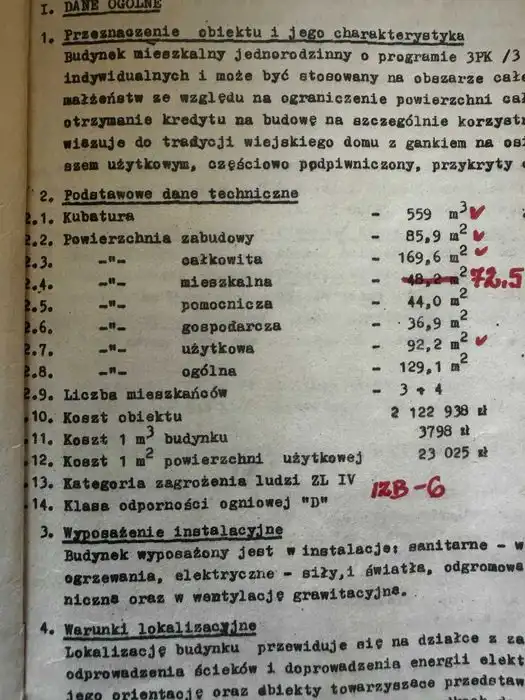 I. DANE OGÓLNE
1. Przeznaczenie obiektu i jego charakterystyka
Budynek mieszkalny jednorodzinny o programie 3PK /3
indywidualnych i może być stosowany na obszarze całe
małżeństw ze względu na ograniczenie powierzchni cał
otrzymanie kredytu na budowę na szczególnie korzyst
wiązuje do tradycji wiejskiego domu z gankiem na osi
szem użytkowym, częściowo podpiwniczony, przykryty
2. Podstawowe dane techniczne
2.1. Kubatura - 559 m3 ✓
2.2. Powierzchnia zabudowy - 85,9 m2 ✓
2.3. -"- całkowita - 169,6 m2 ✓
2.4. -"- mieszkalna - 48,2 m2 72.5
2.5. -"- pomocnicza - 44,0 m2
2.6. -"- gospodarcza - 36,9 m2
2.7. -"- użytkowa - 92,2 m2 ✓
2.8. -"- ogólna - 129,1 m2
2.9. Liczba mieszkańców - 3 + 4
.10. Koszt obiektu 2 122 938 zł
.11. Koszt 1 m3 budynku 3798 zł
.12. Koszt 1 m2 powierzchni użytkowej 23 025 zł
.13. Kategoria zagrożenia ludzi ZL IV
.14. Klasa odporności ogniowej "D" IZB-6
3. Wyposażenie instalacyjne
Budynek wyposażony jest w instalacje: sanitarne - w
ogrzewania, elektryczne - siły,i światła, odgromowa
niczne oraz w wentylację grawitacyjną.
4. Warunki lokalizacyjne
Lokalizację budynku przewiduje się na działce z za
odprowadzenia ścieków i doprowadzenia energii elekt
jego orientację oraz obiekty towarzyszące przedstaw